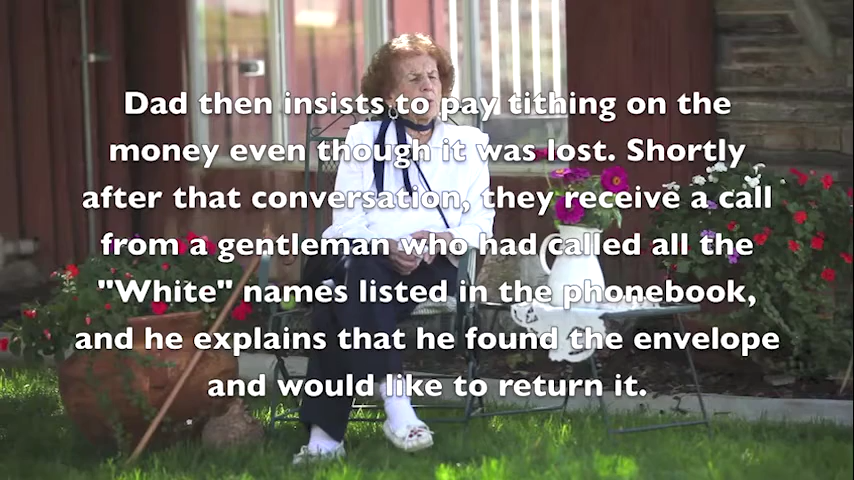 Dad then insists to pay tithing on the
money even though it was lost. Shortly
after that conversation, they receive a call
from a gentleman who had called all the
"White" names listed in the phonebook,
and he explains that he found the envelope
and would like to return it.